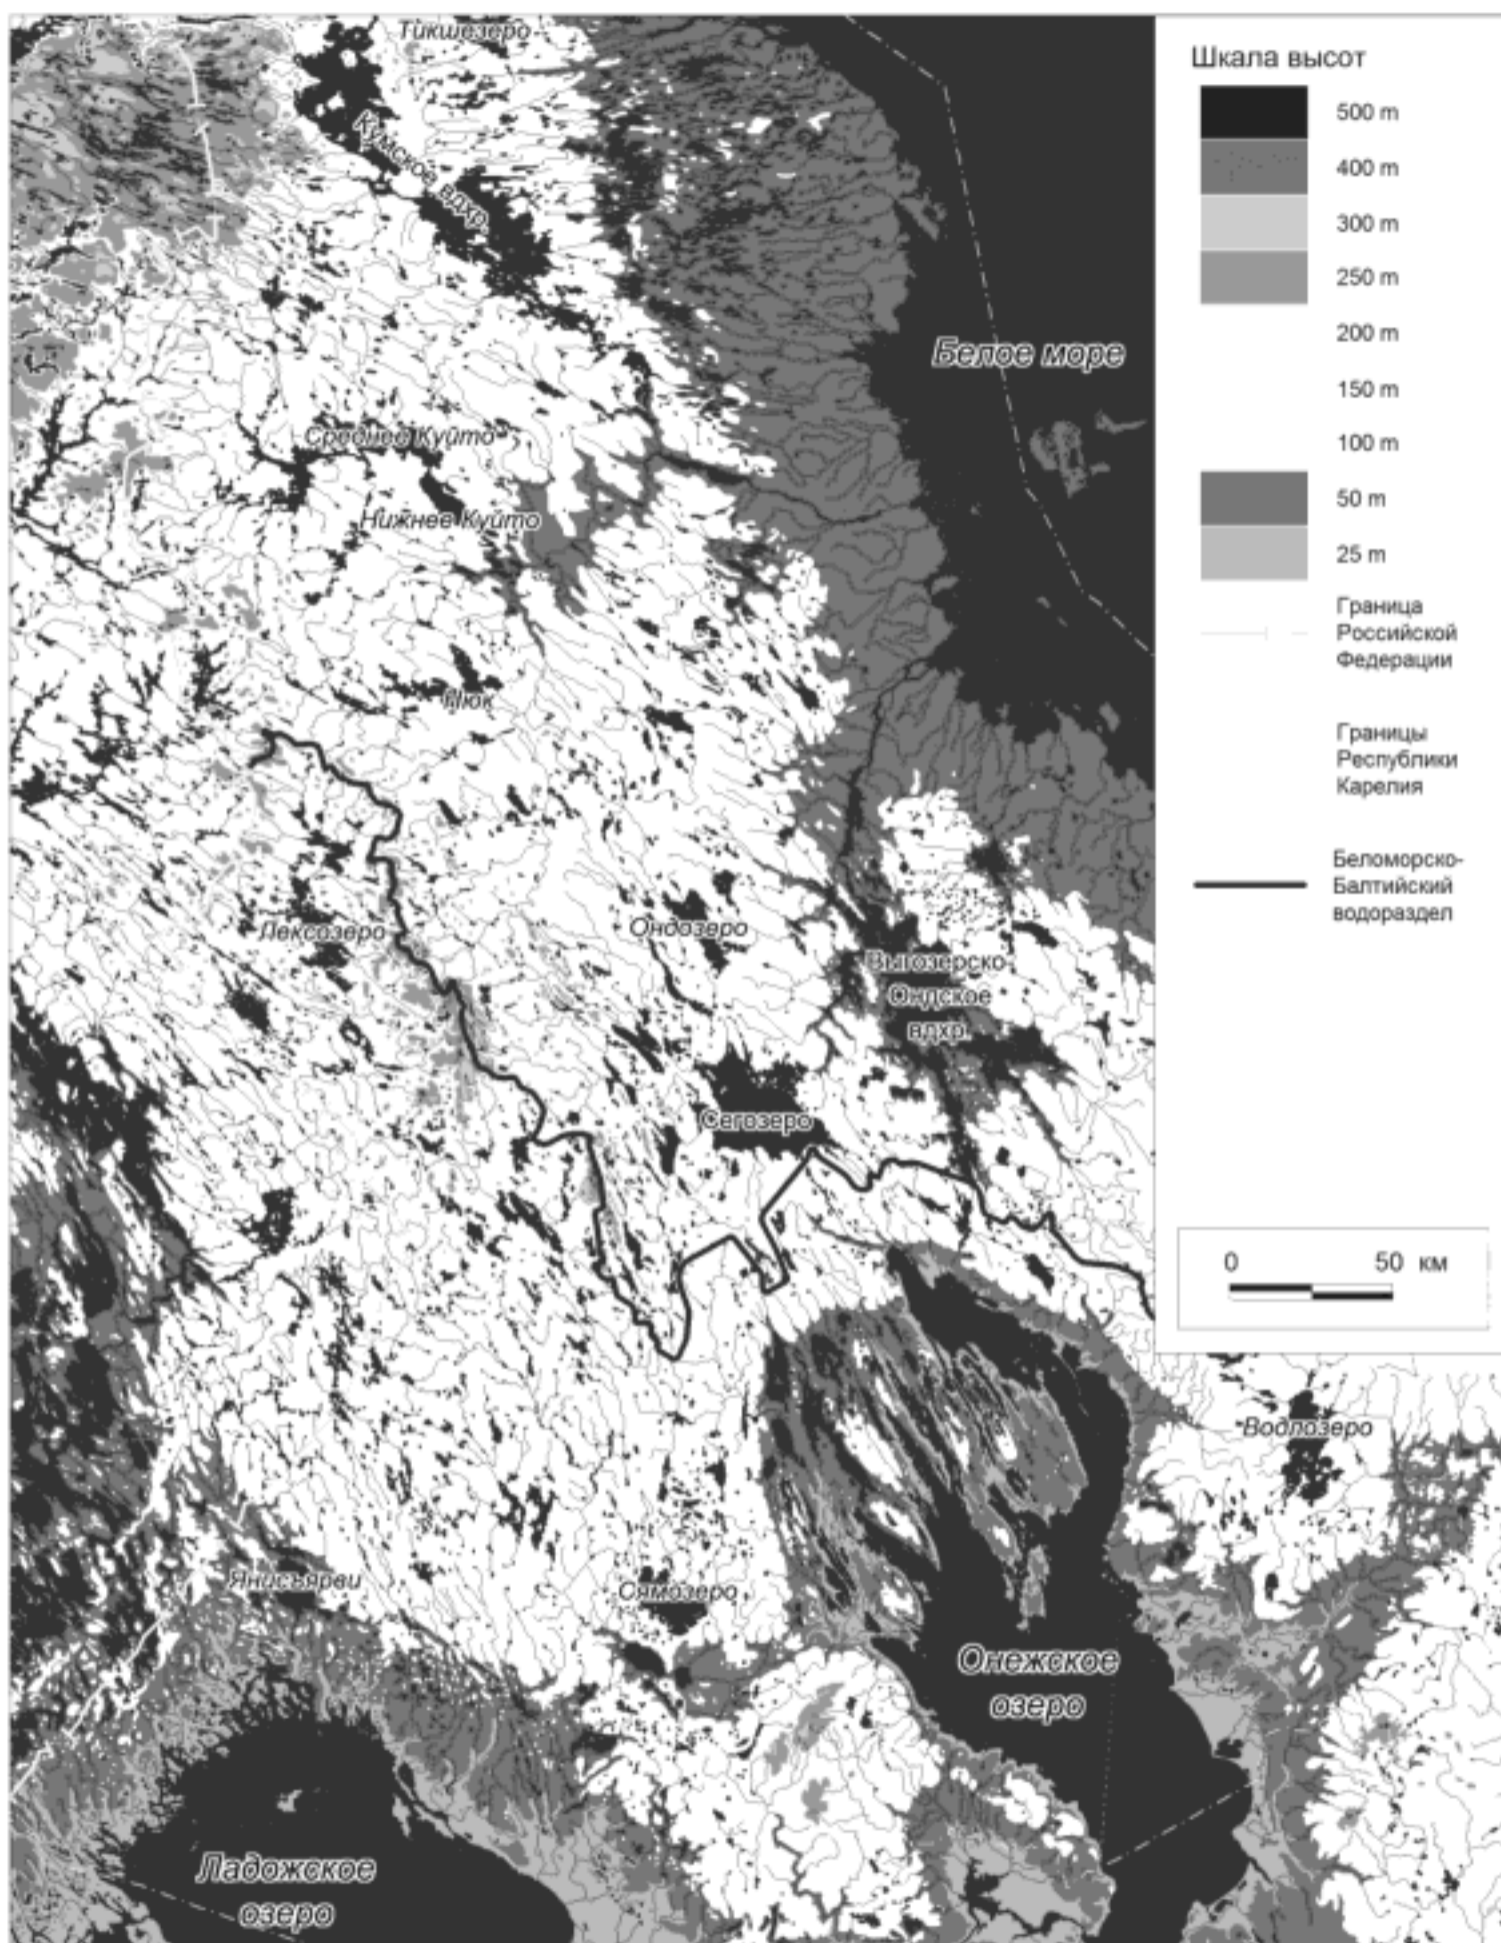 Тикшезеро
Кумское вдхр.
Белое море
Среднее Куйто
Нижнее Куйто
Нюк
Лексозеро
Ондозеро
Выгозерско-
Ондское
вдхр.
Сегозеро
Водлозеро
Янисъярви
Сямозеро
Онежское
озеро
Ладожское
озеро
Шкала высот
500 m
400 m
300 m
250 m
200 m
150 m
100 m
50 m
25 m
Граница
Российской
Федерации
Границы
Республики
Карелия
Беломорско-
Балтийский
водораздел
0 50 км